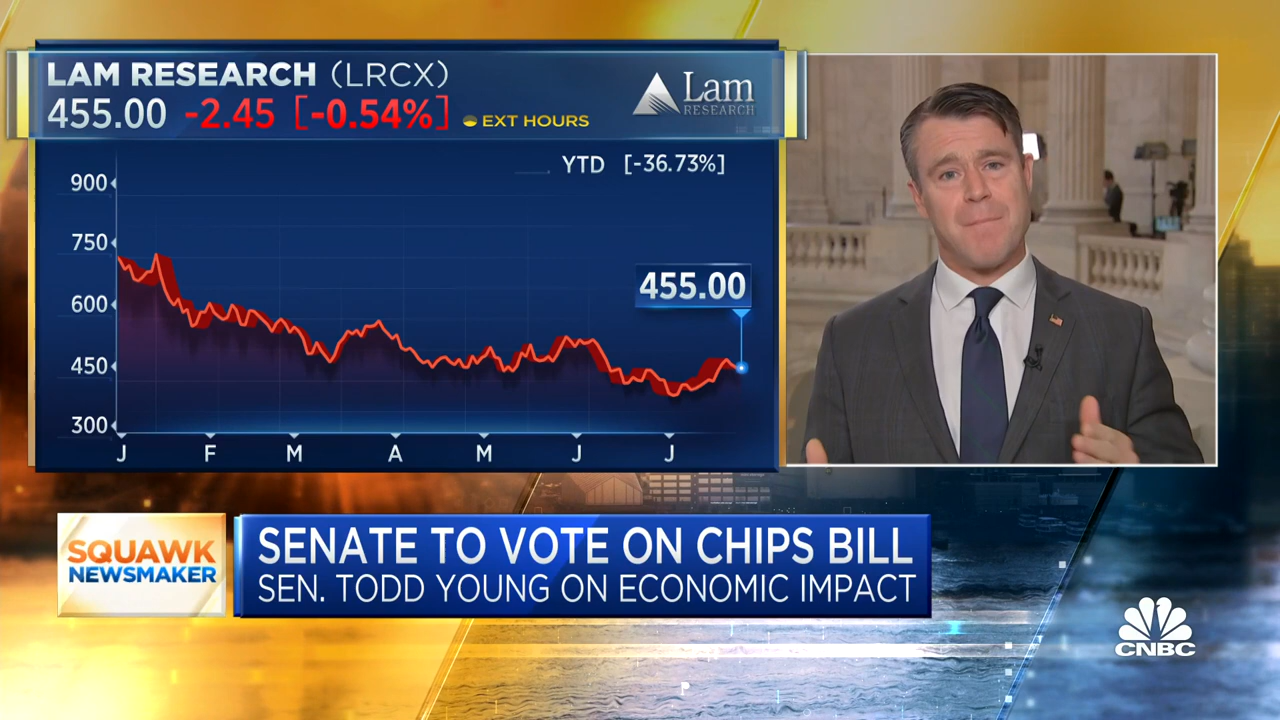 LAM RESEARCH (LRCX)
455.00 -2.45 [-0.54%] EXT HOURS
Lam
RESEARCH
YTD [-36.73%]
900
750
600
450
300
455.00
J F M A M J J
SQUAWK
NEWSMAKER
SENATE TO VOTE ON CHIPS BILL
SEN. TODD YOUNG ON ECONOMIC IMPACT
CNBC
P